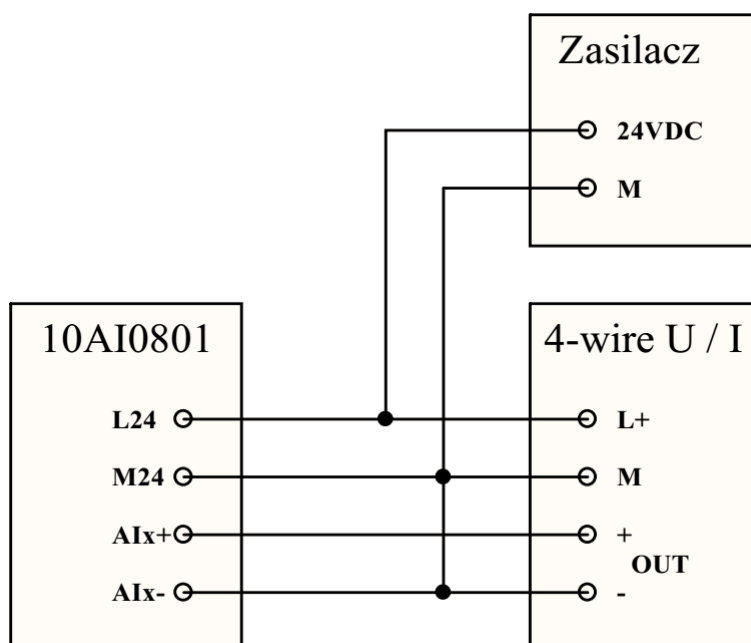 Zasilacz
24VDC
M
10AI0801
L24
M24
AIx+
AIx-
4-wire U / I
L+
M
+
OUT
-